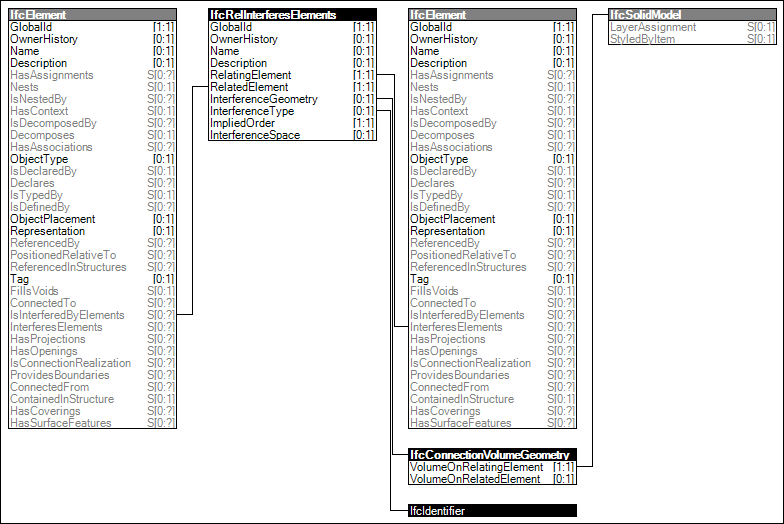 IfcElement
GlobalId [1:1]
OwnerHistory [0:1]
Name [0:1]
Description [0:1]
HasAssignments S[0:?]
Nests S[0:1]
IsNestedBy S[0:?]
HasContext S[0:1]
IsDecomposedBy S[0:?]
Decomposes S[0:1]
HasAssociations S[0:?]
ObjectType [0:1]
IsDeclaredBy S[0:1]
Declares S[0:?]
IsTypedBy S[0:1]
IsDefinedBy S[0:?]
ObjectPlacement [0:1]
Representation [0:1]
ReferencedBy S[0:?]
PositionedRelativeTo S[0:?]
ReferencedInStructures S[0:?]
Tag [0:1]
FillsVoids S[0:1]
ConnectedTo S[0:?]
IsInterferedByElements S[0:?]
InterferesElements S[0:?]
HasProjections S[0:?]
HasOpenings S[0:?]
IsConnectionRealization S[0:?]
ProvidesBoundaries S[0:?]
ConnectedFrom S[0:?]
ContainedInStructure S[0:1]
HasCoverings S[0:?]
HasSurfaceFeatures S[0:?]
IfcRelInterferesElements
GlobalId [1:1]
OwnerHistory [0:1]
Name [0:1]
Description [0:1]
RelatingElement [1:1]
RelatedElement [1:1]
InterferenceGeometry [0:1]
InterferenceType [0:1]
ImpliedOrder [1:1]
InterferenceSpace [0:1]
IfcElement
GlobalId [1:1]
OwnerHistory [0:1]
Name [0:1]
Description [0:1]
HasAssignments S[0:?]
Nests S[0:1]
IsNestedBy S[0:?]
HasContext S[0:1]
IsDecomposedBy S[0:?]
Decomposes S[0:1]
HasAssociations S[0:?]
ObjectType [0:1]
IsDeclaredBy S[0:1]
Declares S[0:?]
IsTypedBy S[0:1]
IsDefinedBy S[0:?]
ObjectPlacement [0:1]
Representation [0:1]
ReferencedBy S[0:?]
PositionedRelativeTo S[0:?]
ReferencedInStructures S[0:?]
Tag [0:1]
FillsVoids S[0:1]
ConnectedTo S[0:?]
IsInterferedByElements S[0:?]
InterferesElements S[0:?]
HasProjections S[0:?]
HasOpenings S[0:?]
IsConnectionRealization S[0:?]
ProvidesBoundaries S[0:?]
ConnectedFrom S[0:?]
ContainedInStructure S[0:1]
HasCoverings S[0:?]
HasSurfaceFeatures S[0:?]
IfcConnectionVolumeGeometry
VolumeOnRelatingElement [1:1]
VolumeOnRelatedElement [0:1]
IfcIdentifier
IfcSolidModel
LayerAssignment S[0:1]
StyledByItem S[0:1]